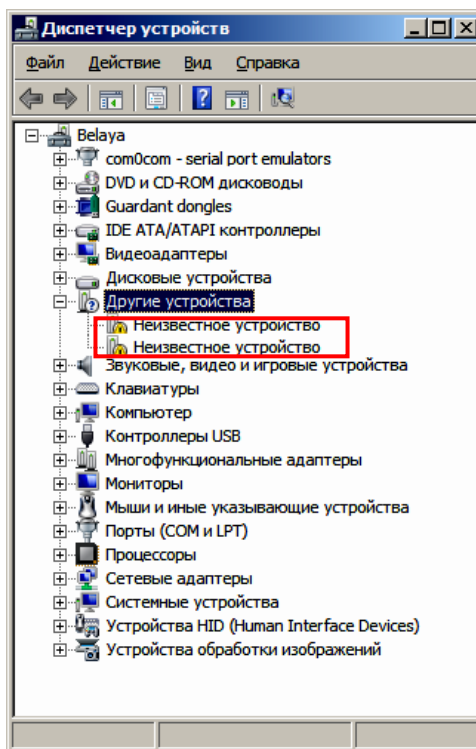 Диспетчер устройств
Файл Действие Вид Справка
Belaya
com0com - serial port emulators
DVD и CD-ROM дисководы
Guardant dongles
IDE ATA/ATAPI контроллеры
Видеоадаптеры
Дисковые устройства
Другие устройства
Неизвестное устройство
Неизвестное устройство
Звуковые, видео и игровые устройства
Клавиатуры
Компьютер
Контроллеры USB
Многофункциональные адаптеры
Мониторы
Мыши и иные указывающие устройства
Порты (COM и LPT)
Процессоры
Сетевые адаптеры
Системные устройства
Устройства HID (Human Interface Devices)
Устройства обработки изображений